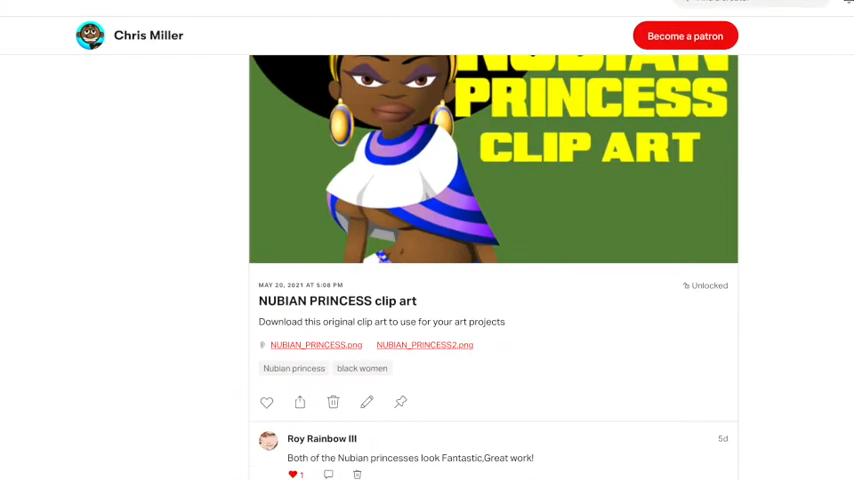 Chris Miller
Become a patron
NUBIAN
PRINCESS
CLIP ART
MAY 20, 2021 AT 5:08 PM
Unlocked
NUBIAN PRINCESS clip art
Download this original clip art to use for your art projects
NUBIAN_PRINCESS.png NUBIAN_PRINCESS2.png
Nubian princess black women
Roy Rainbow III
5d
Both of the Nubian princesses look Fantastic,Great work!
1